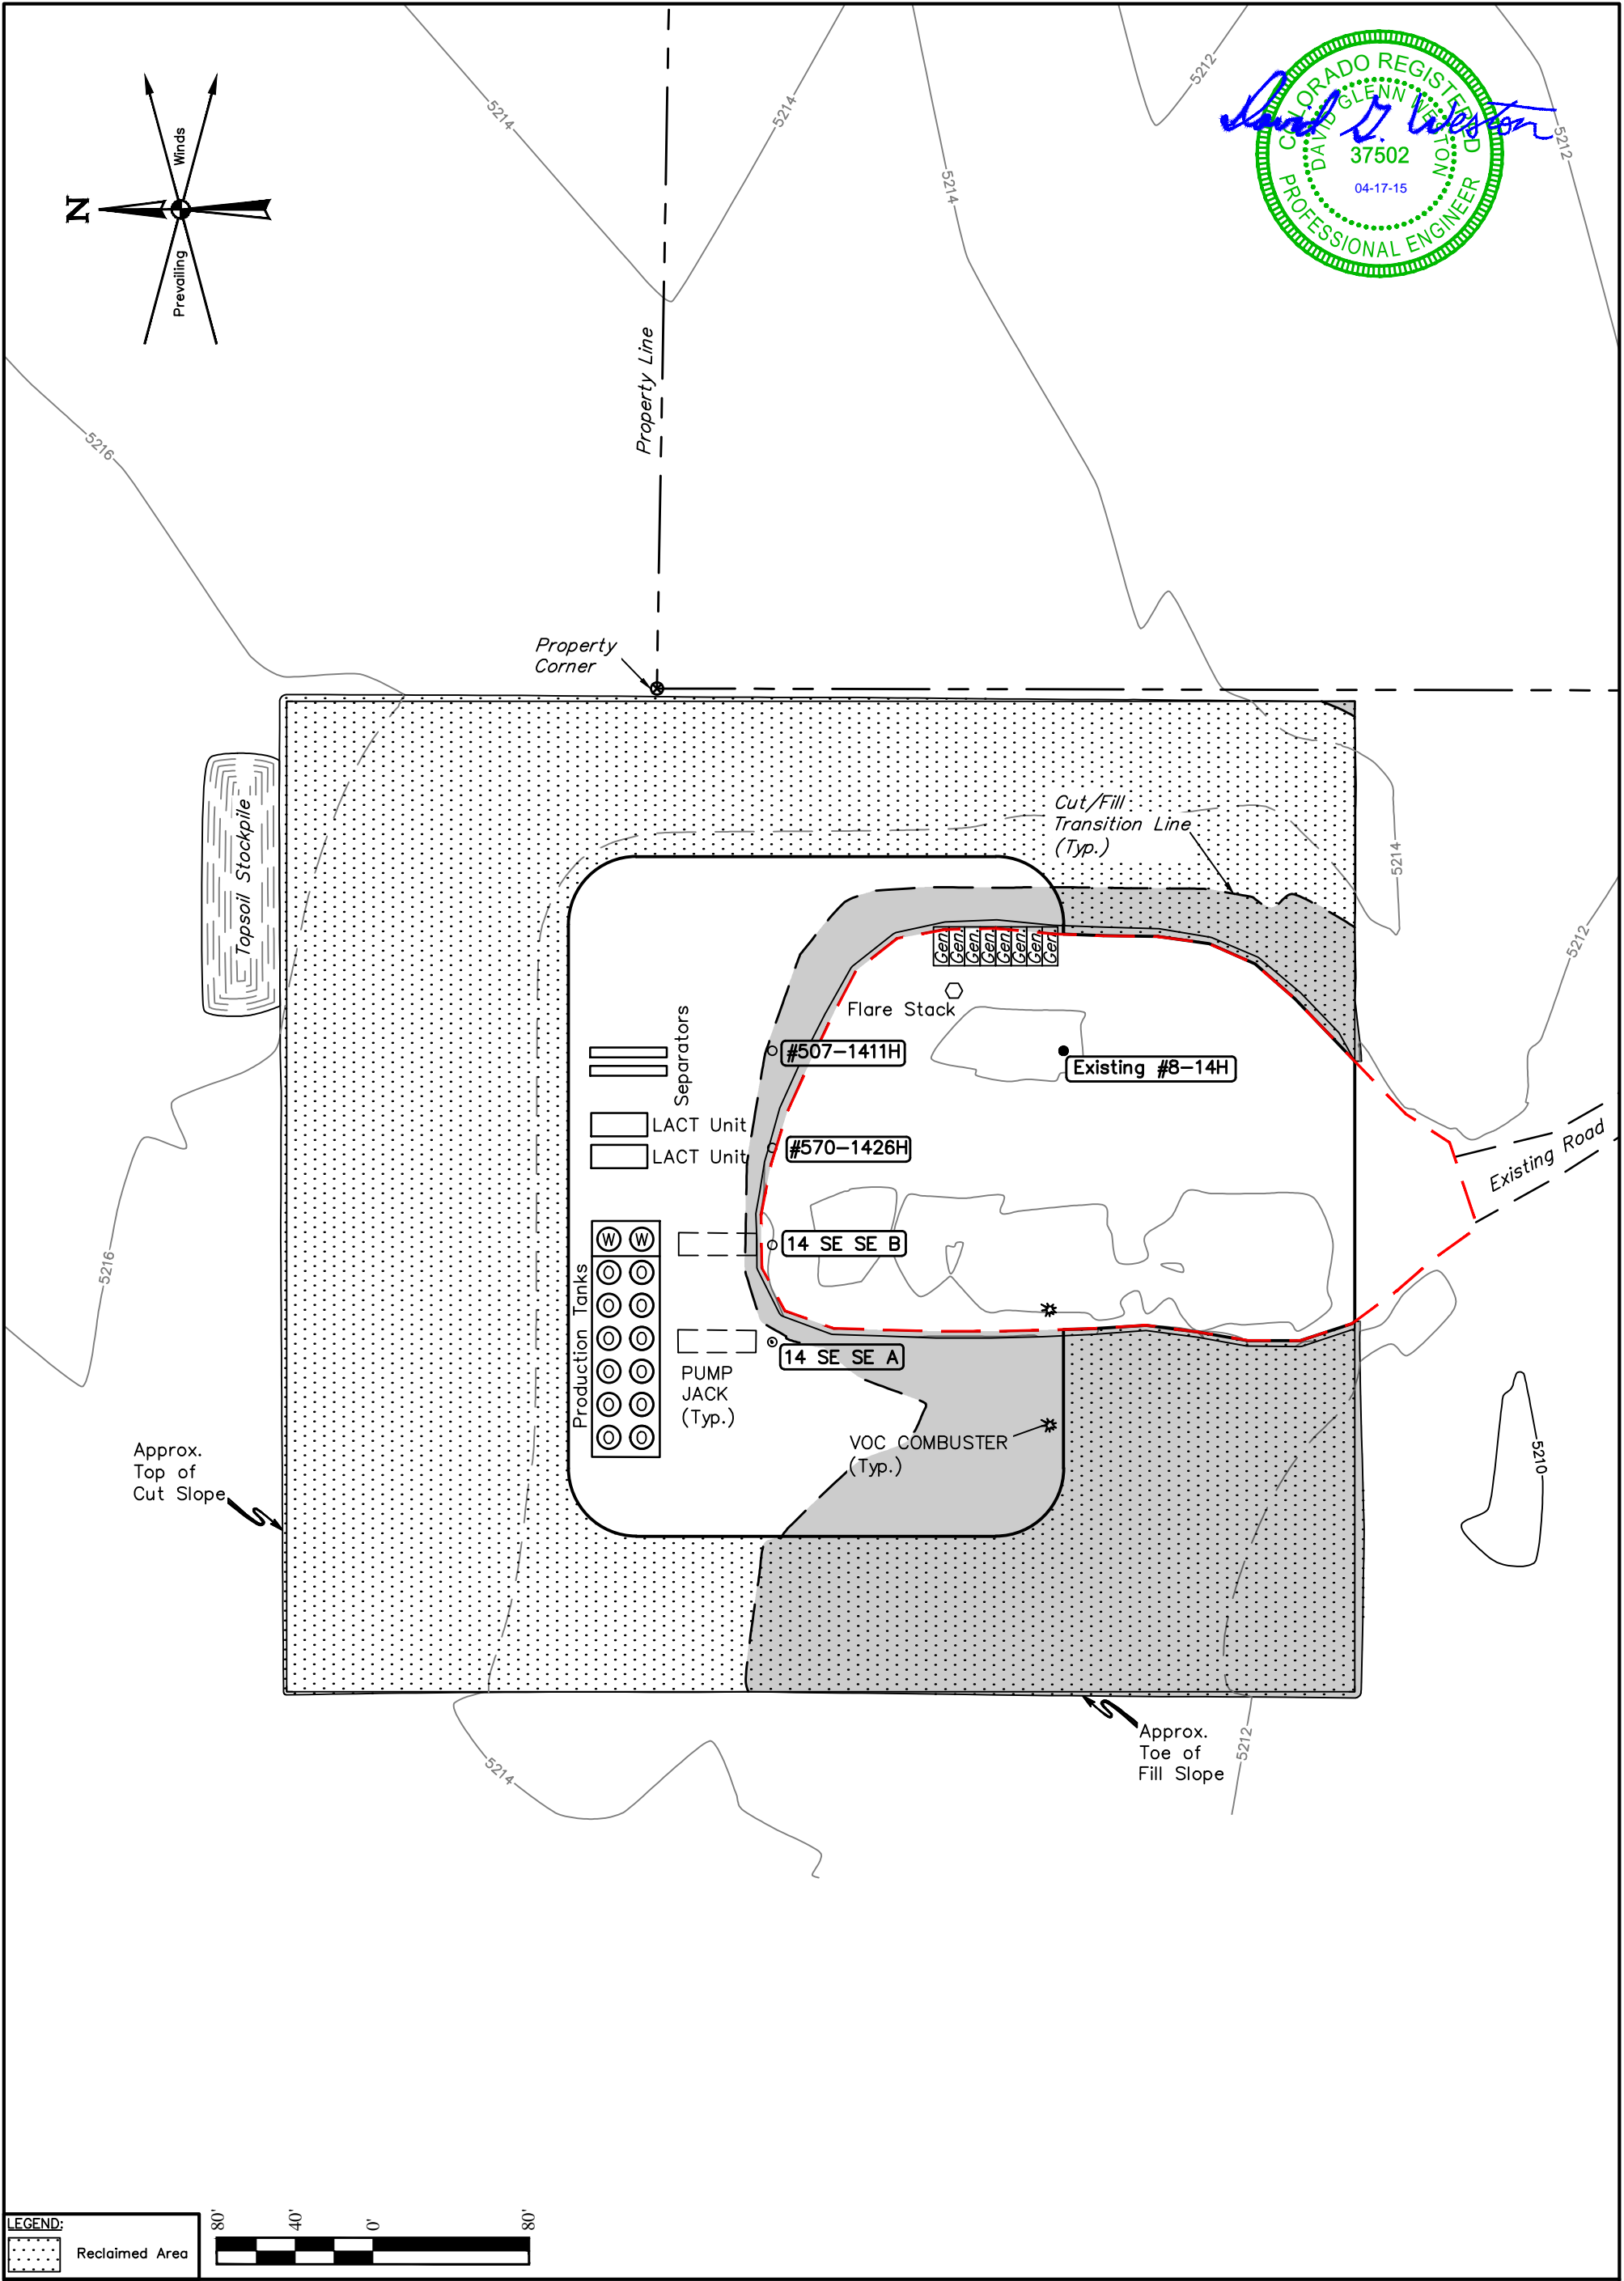 N
Winds
Prevailing
5214
5214
5214
5212
5212
COLORADO REGISTERED
DAVID GLENN WESTON
37502
04-17-15
PROFESSIONAL ENGINEER
David G. Weston
Property Line
5216
Property
Corner
Topsoil Stockpile
Cut/Fill
Transition Line
(Typ.)
5214
5212
Gen.
Gen.
Gen.
Gen.
Gen.
Gen.
Gen.
Gen.
Flare Stack
Separators
#507-1411H
Existing #8-14H
LACT Unit
LACT Unit
#570-1426H
Existing Road
5216
W W
14 SE SE B
Production Tanks
O O
O O
O O
O O
O O
O O
14 SE SE A
PUMP
JACK
(Typ.)
VOC COMBUSTER
(Typ.)
Approx.
Top of
Cut Slope
5210
Approx.
Toe of
Fill Slope
5212
5214
LEGEND:
Reclaimed Area
80' 40' 0' 80'